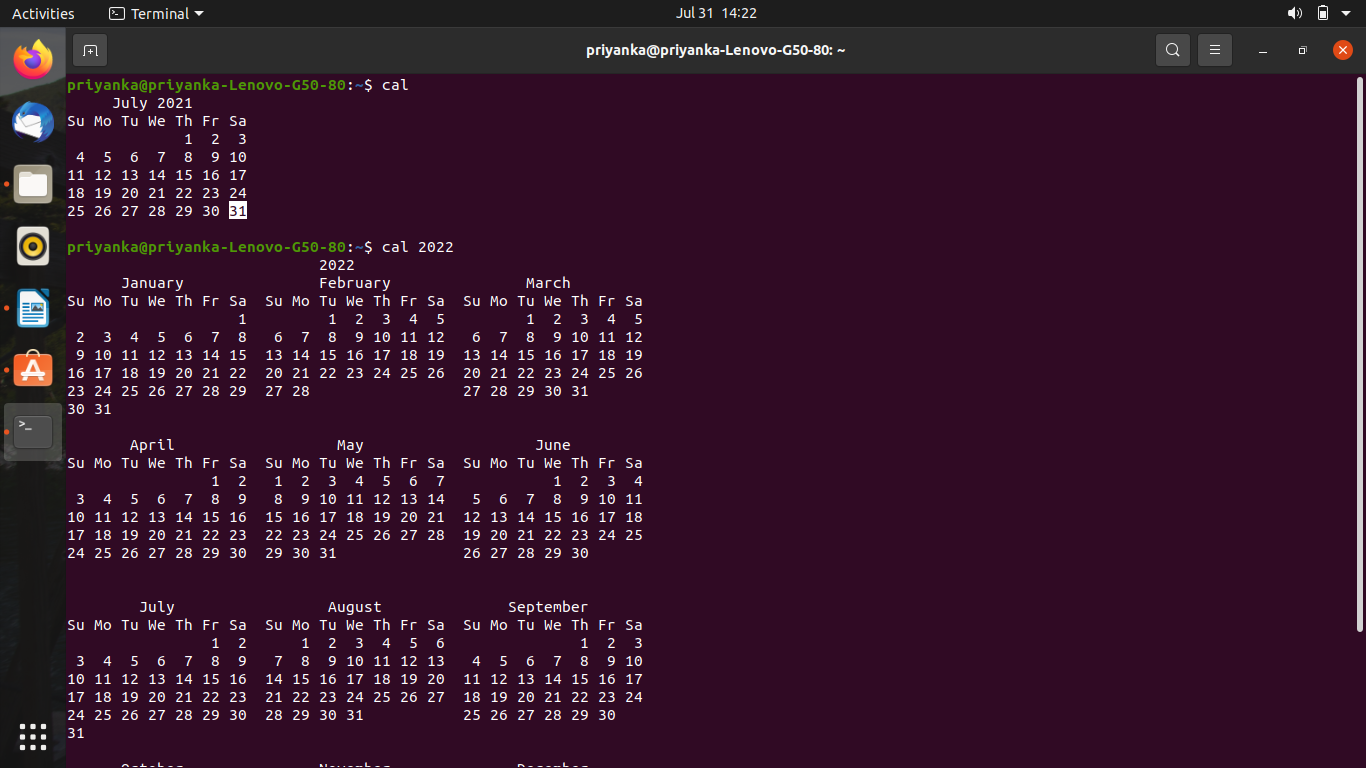 Activities Terminal Jul 31 14:22
priyanka@priyanka-Lenovo-G50-80: ~
priyanka@priyanka-Lenovo-G50-80:~$ cal
     July 2021
Su Mo Tu We Th Fr Sa
             1  2  3
 4  5  6  7  8  9 10
11 12 13 14 15 16 17
18 19 20 21 22 23 24
25 26 27 28 29 30 31
priyanka@priyanka-Lenovo-G50-80:~$ cal 2022
                            2022
      January               February               March
Su Mo Tu We Th Fr Sa  Su Mo Tu We Th Fr Sa  Su Mo Tu We Th Fr Sa
                   1         1  2  3  4  5         1  2  3  4  5
 2  3  4  5  6  7  8   6  7  8  9 10 11 12   6  7  8  9 10 11 12
 9 10 11 12 13 14 15  13 14 15 16 17 18 19  13 14 15 16 17 18 19
16 17 18 19 20 21 22  20 21 22 23 24 25 26  20 21 22 23 24 25 26
23 24 25 26 27 28 29  27 28                 27 28 29 30 31
30 31
       April                  May                   June
Su Mo Tu We Th Fr Sa  Su Mo Tu We Th Fr Sa  Su Mo Tu We Th Fr Sa
                1  2   1  2  3  4  5  6  7            1  2  3  4
 3  4  5  6  7  8  9   8  9 10 11 12 13 14   5  6  7  8  9 10 11
10 11 12 13 14 15 16  15 16 17 18 19 20 21  12 13 14 15 16 17 18
17 18 19 20 21 22 23  22 23 24 25 26 27 28  19 20 21 22 23 24 25
24 25 26 27 28 29 30  29 30 31              26 27 28 29 30
        July                 August              September
Su Mo Tu We Th Fr Sa  Su Mo Tu We Th Fr Sa  Su Mo Tu We Th Fr Sa
                1  2      1  2  3  4  5  6               1  2  3
 3  4  5  6  7  8  9   7  8  9 10 11 12 13   4  5  6  7  8  9 10
10 11 12 13 14 15 16  14 15 16 17 18 19 20  11 12 13 14 15 16 17
17 18 19 20 21 22 23  21 22 23 24 25 26 27  18 19 20 21 22 23 24
24 25 26 27 28 29 30  28 29 30 31           25 26 27 28 29 30
31